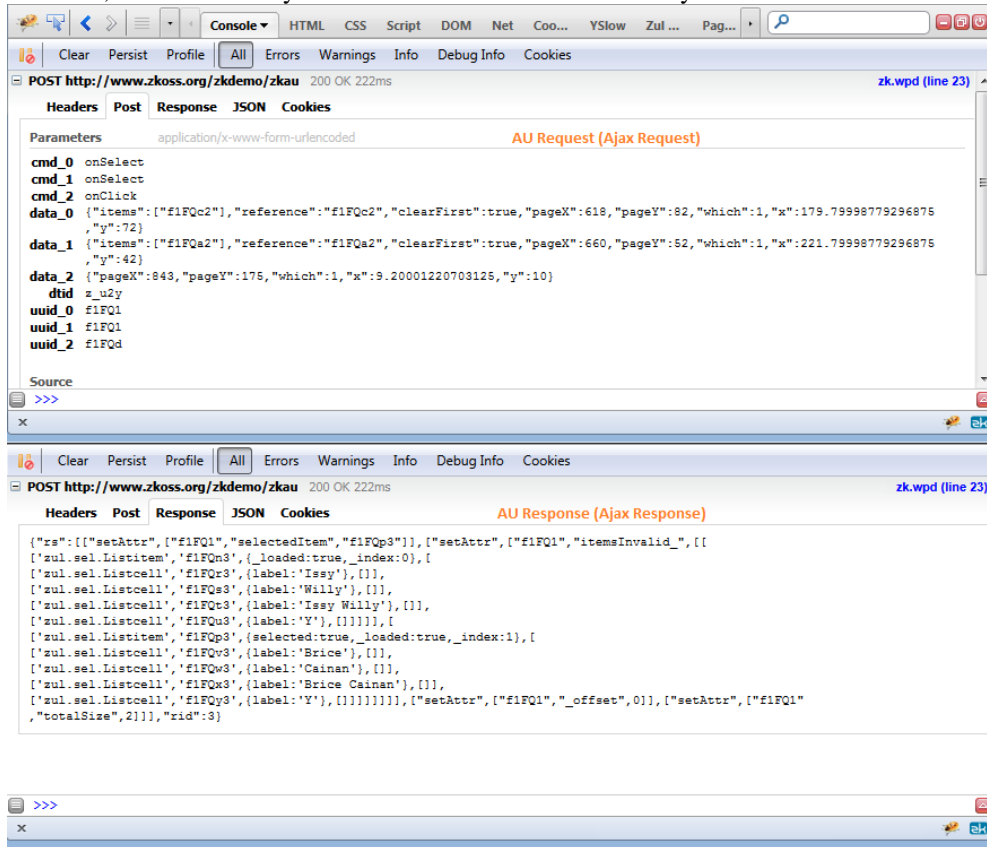 Console HTML CSS Script DOM Net Coo... YSlow Zul ... Pag...
Clear Persist Profile All Errors Warnings Info Debug Info Cookies
POST http://www.zkoss.org/zkdemo/zkau 200 OK 222ms zk.wpd (line 23)
Headers Post Response JSON Cookies
Parameters application/x-www-form-urlencoded AU Request (Ajax Request)
cmd_0 onSelect
cmd_1 onSelect
cmd_2 onClick
data_0 {"items":["f1FQc2"],"reference":"f1FQc2","clearFirst":true,"pageX":618,"pageY":82,"which":1,"x":179.79998779296875
,"y":72}
data_1 {"items":["f1FQa2"],"reference":"f1FQa2","clearFirst":true,"pageX":660,"pageY":52,"which":1,"x":221.79998779296875
,"y":42}
data_2 {"pageX":843,"pageY":175,"which":1,"x":9.20001220703125,"y":10}
dtid z_u2y
uuid_0 f1FQ1
uuid_1 f1FQ1
uuid_2 f1FQd
Source
>>>
x zk
Clear Persist Profile All Errors Warnings Info Debug Info Cookies
POST http://www.zkoss.org/zkdemo/zkau 200 OK 222ms zk.wpd (line 23)
Headers Post Response JSON Cookies AU Response (Ajax Response)
{"rs":[["setAttr",["f1FQ1","selectedItem","f1FQp3"]],["setAttr",["f1FQ1","itemsInvalid_",[[
['zul.sel.Listitem','f1FQn3',{_loaded:true,_index:0},[
['zul.sel.Listcell','f1FQr3',{label:'Issy'},[]],
['zul.sel.Listcell','f1FQs3',{label:'Willy'},[]],
['zul.sel.Listcell','f1FQt3',{label:'Issy Willy'},[]],
['zul.sel.Listcell','f1FQu3',{label:'Y'},[]]]]],[
['zul.sel.Listitem','f1FQp3',{selected:true,_loaded:true,_index:1},[
['zul.sel.Listcell','f1FQv3',{label:'Brice'},[]],
['zul.sel.Listcell','f1FQw3',{label:'Cainan'},[]],
['zul.sel.Listcell','f1FQx3',{label:'Brice Cainan'},[]],
['zul.sel.Listcell','f1FQy3',{label:'Y'},[]]]]]]]],["setAttr",["f1FQ1","_offset",0]],["setAttr",["f1FQ1"
,"totalSize",2]]],"rid":3}
>>>
x zk